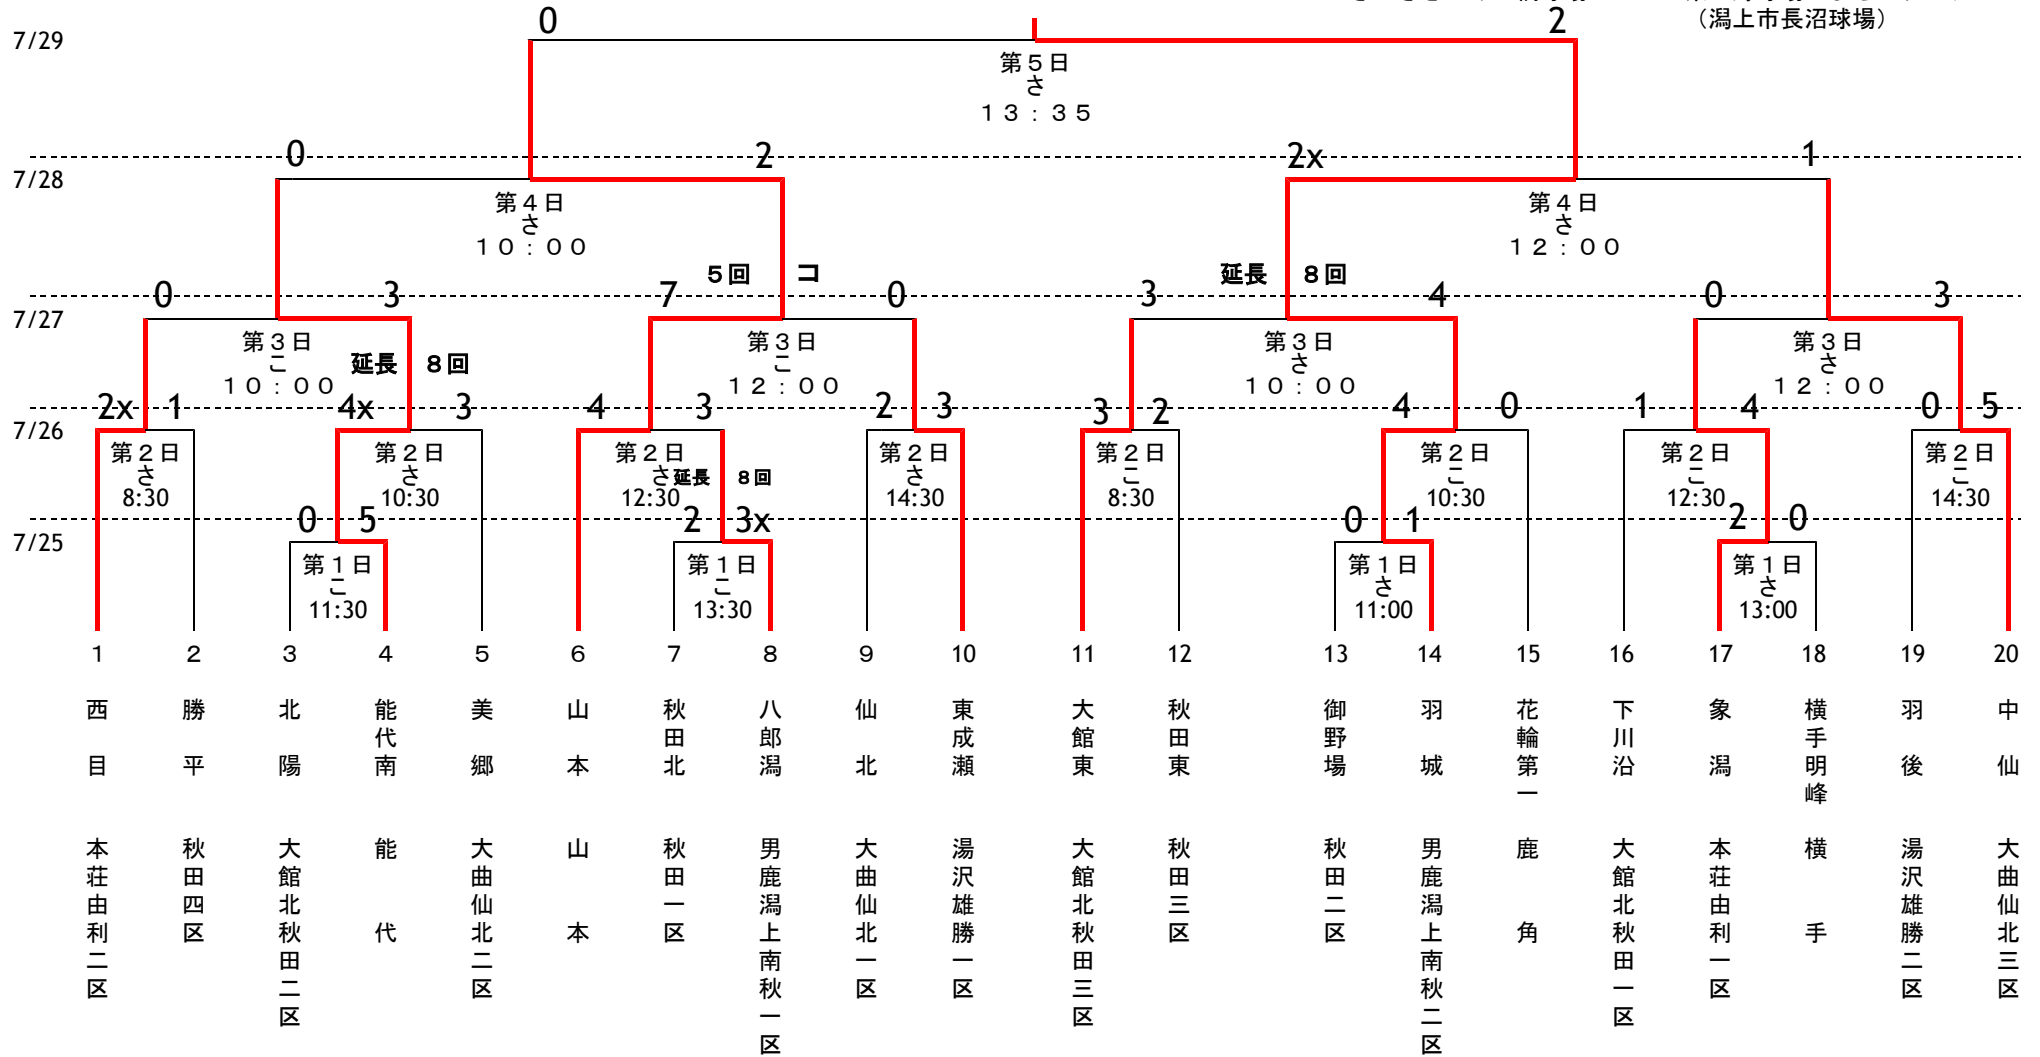 （潟上市長沼球場）
7/29
0
2
第５日
さ
１３：３５
7/28
0
2
2x
1
第４日
さ
１０：００
第４日
さ
１２：００
５回 コ
延長 ８回
7/27
0
3
7
0
3
4
0
3
第３日
こ
１０：００
延長 ８回
第３日
こ
１２：００
第３日
さ
１０：００
第３日
さ
１２：００
7/26
2x 1
4x 3
4 3
2 3
3 2
4 0
1 4
0 5
第２日
さ
8:30
第２日
さ
10:30
第２日
さ
12:30
延長 ８回
第２日
さ
14:30
第２日
こ
8:30
第２日
こ
10:30
第２日
こ
12:30
第２日
こ
14:30
7/25
0 5
2 3x
0 1
2 0
第１日
こ
11:30
第１日
こ
13:30
第１日
さ
11:00
第１日
さ
13:00
１ ２ ３ ４ ５ ６ ７ ８ ９ 10 11 12 13 14 15 16 17 18 19 20
西目
勝平
北陽
能代南
美郷
山本
秋田北
八郎潟
仙北
東成瀬
大館東
秋田東
御野場
羽城
花輪第一
下川沿
象潟
横手明峰
羽後
中仙
本荘由利二区
秋田四区
大館北秋田二区
能代
大曲仙北二区
山本
秋田一区
男鹿潟上南秋一区
大曲仙北一区
湯沢雄勝一区
大館北秋田三区
秋田三区
秋田二区
男鹿潟上南秋二区
鹿角
大館北秋田一区
本荘由利一区
横手
湯沢雄勝二区
大曲仙北三区